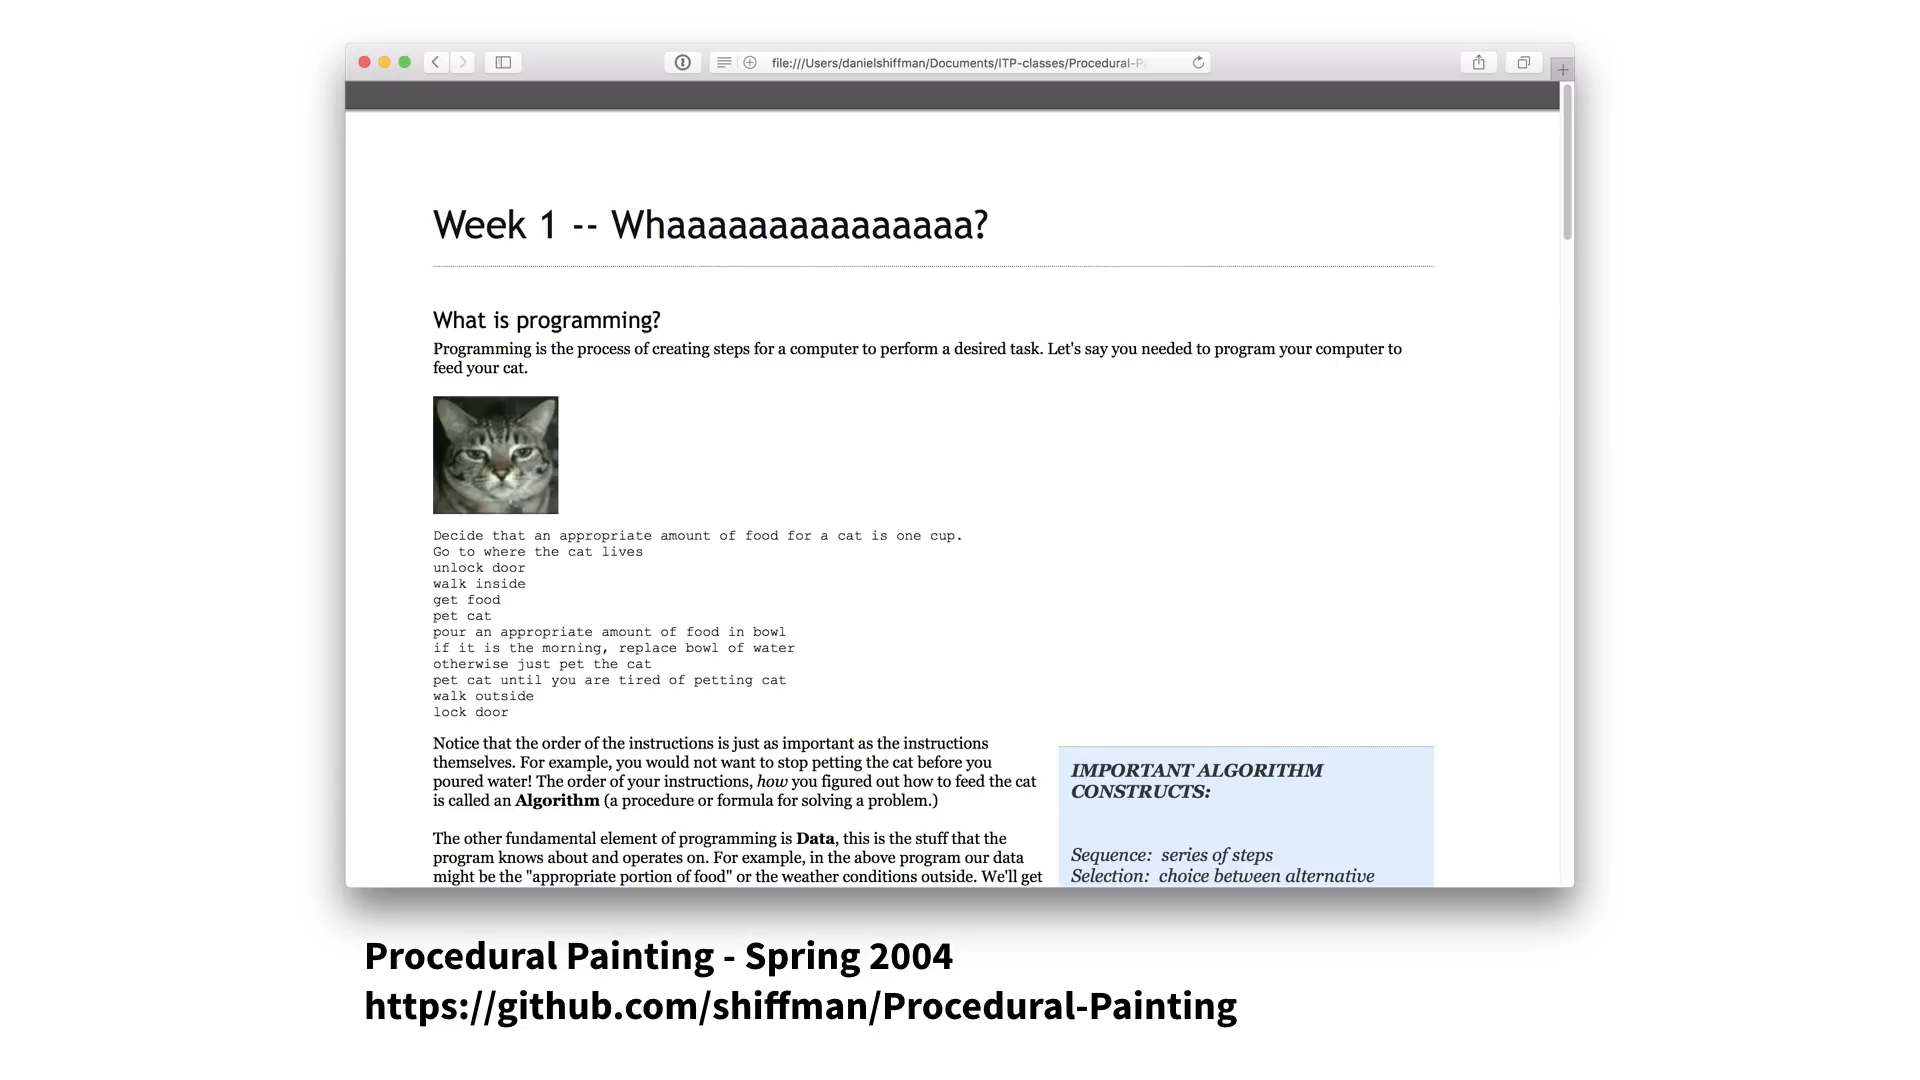 file:///Users/danielshiffman/Documents/ITP-classes/Procedural-P
Week 1 -- Whaaaaaaaaaaaaaaa?
What is programming?
Programming is the process of creating steps for a computer to perform a desired task. Let's say you needed to program your computer to
feed your cat.
Decide that an appropriate amount of food for a cat is one cup.
Go to where the cat lives
unlock door
walk inside
get food
pet cat
pour an appropriate amount of food in bowl
if it is the morning, replace bowl of water
otherwise just pet the cat
pet cat until you are tired of petting cat
walk outside
lock door
Notice that the order of the instructions is just as important as the instructions
themselves. For example, you would not want to stop petting the cat before you
poured water! The order of your instructions, how you figured out how to feed the cat
is called an Algorithm (a procedure or formula for solving a problem.)
The other fundamental element of programming is Data, this is the stuff that the
program knows about and operates on. For example, in the above program our data
might be the "appropriate portion of food" or the weather conditions outside. We'll get
IMPORTANT ALGORITHM
CONSTRUCTS:
Sequence: series of steps
Selection: choice between alternative
Procedural Painting - Spring 2004
https://github.com/shiffman/Procedural-Painting